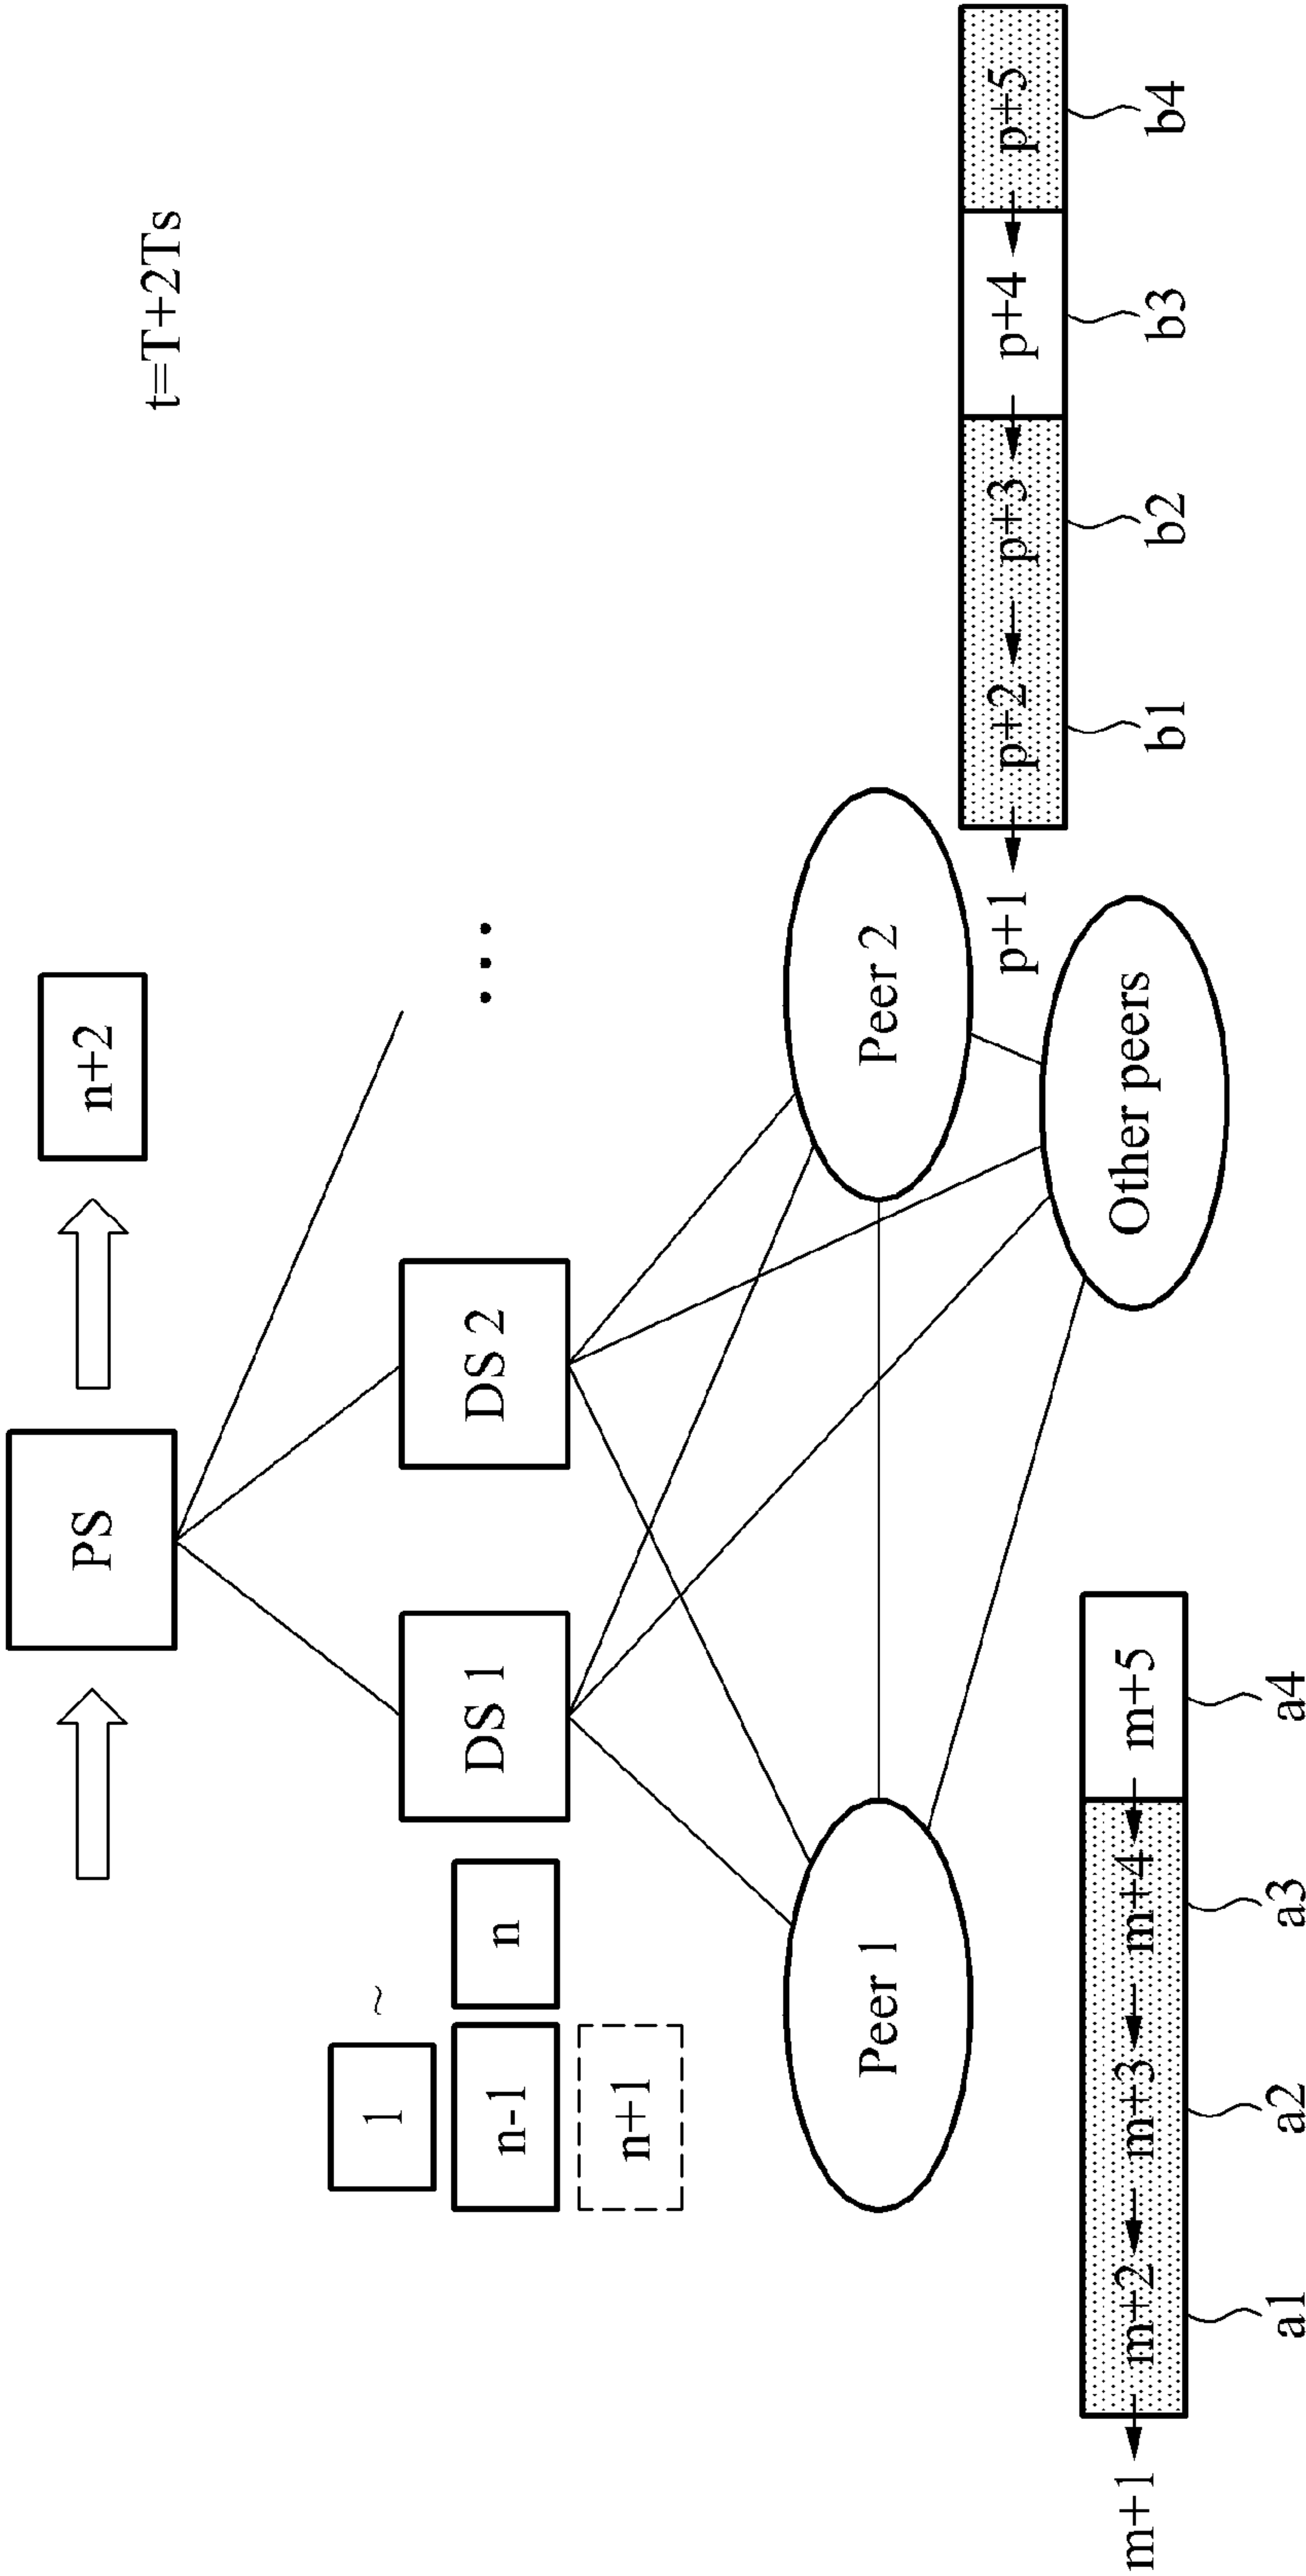 t=T+2Ts
PS
n+2
1
~
n-1
n
n+1
DS 1
DS 2
...
Peer 1
Peer 2
m+1
m+2
m+3
m+4
m+5
a1
a2
a3
a4
Other peers
p+1
p+2
p+3
p+4
p+5
b1
b2
b3
b4